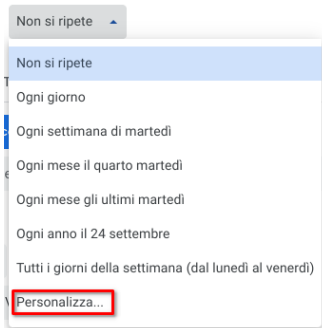 Non si ripete
Non si ripete
Ogni giorno
Ogni settimana di martedì
Ogni mese il quarto martedì
Ogni mese gli ultimi martedì
Ogni anno il 24 settembre
Tutti i giorni della settimana (dal lunedì al venerdì)
Personalizza...